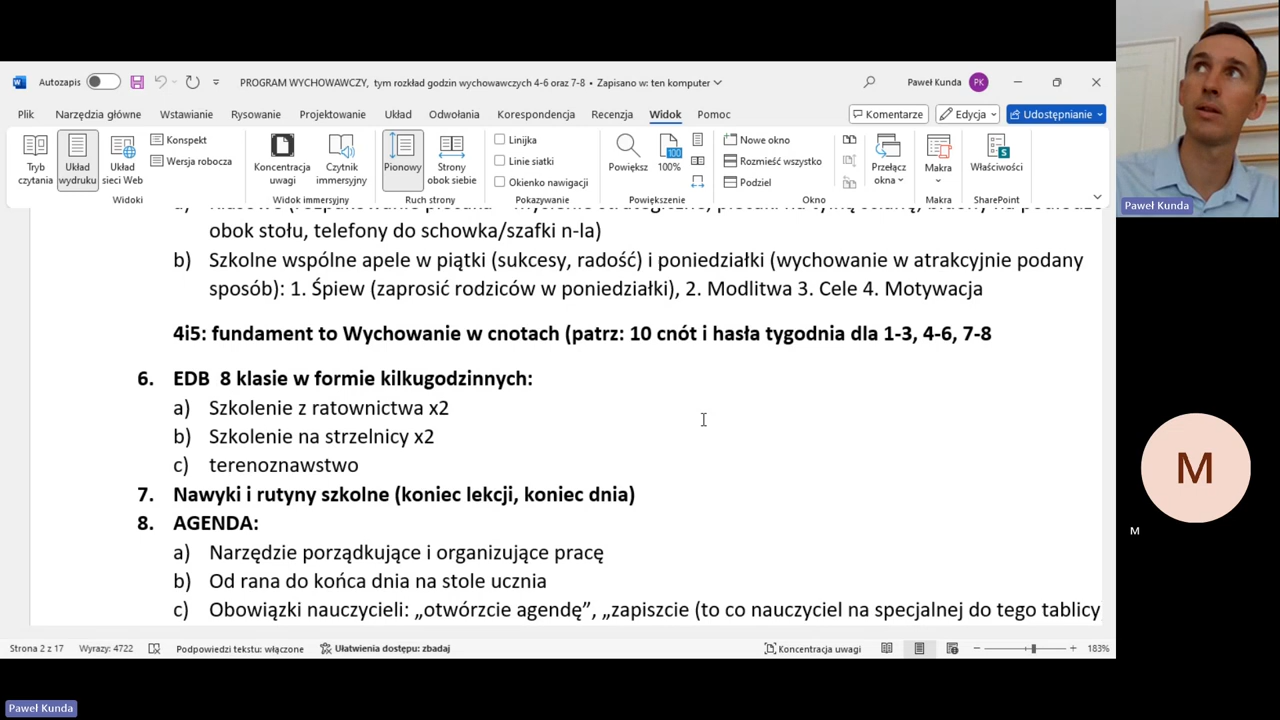 Autozapis
PROGRAM WYCHOWAWCZY, tym rozkład godzin wychowawczych 4-6 oraz 7-8 • Zapisano w: ten komputer
Paweł Kunda PK
Plik Narzędzia główne Wstawianie Rysowanie Projektowanie Układ Odwołania Korespondencja Recenzja Widok Pomoc
Komentarze Edycja Udostępnianie
Tryb czytania
Układ wydruku
Układ sieci Web
Konspekt
Wersja robocza
Widoki
Koncentracja uwagi
Czytnik immersyjny
Widok immersyjny
Pionowy
Strony obok siebie
Ruch strony
Linijka
Linie siatki
Okienko nawigacji
Pokazywanie
Powiększ
100
100%
Powiększenie
Nowe okno
Rozmieść wszystko
Podziel
Przełącz okna
Okno
Makra
Makra
Właściwości
SharePoint
obok stołu, telefony do schowka/szafki n-la)
b) Szkolne wspólne apele w piątki (sukcesy, radość) i poniedziałki (wychowanie w atrakcyjnie podany
sposób): 1. Śpiew (zaprosić rodziców w poniedziałki), 2. Modlitwa 3. Cele 4. Motywacja
4i5: fundament to Wychowanie w cnotach (patrz: 10 cnót i hasła tygodnia dla 1-3, 4-6, 7-8
6. EDB 8 klasie w formie kilkugodzinnych:
a) Szkolenie z ratownictwa x2
b) Szkolenie na strzelnicy x2
c) terenoznawstwo
7. Nawyki i rutyny szkolne (koniec lekcji, koniec dnia)
8. AGENDA:
a) Narzędzie porządkujące i organizujące pracę
b) Od rana do końca dnia na stole ucznia
c) Obowiązki nauczycieli: „otwórzcie agendę”, „zapiszcie (to co nauczyciel na specjalnej do tego tablicy
Strona 2 z 17 Wyrazy: 4722 Podpowiedzi tekstu: włączone Ułatwienia dostępu: zbadaj Koncentracja uwagi 183%
Paweł Kunda
M
M
Paweł Kunda